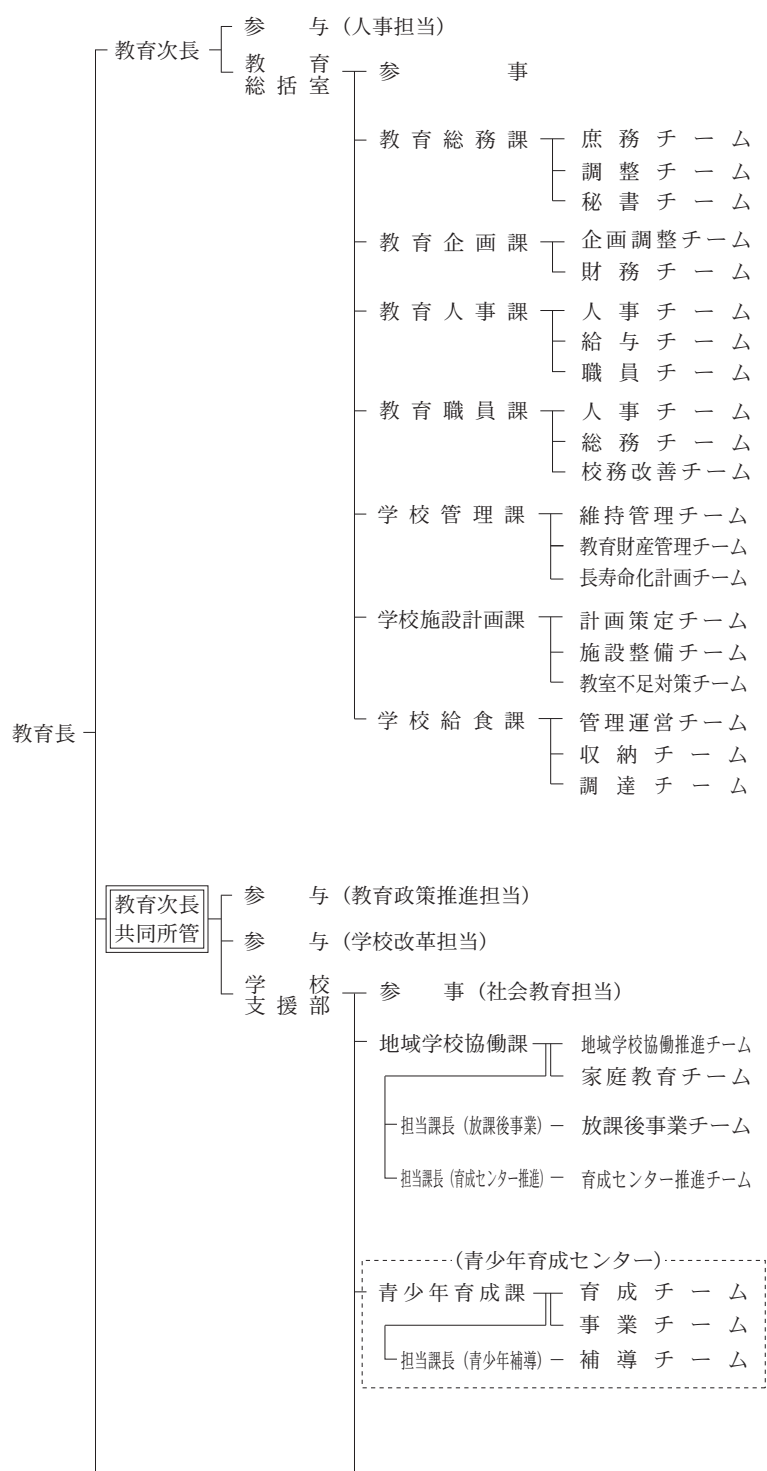 参与（人事担当）
教育次長
教育総括室
参事
教育総務課 庶務チーム
調整チーム
秘書チーム
教育企画課 企画調整チーム
財務チーム
教育人事課 人事チーム
給与チーム
職員チーム
教育職員課 人事チーム
総務チーム
校務改善チーム
学校管理課 維持管理チーム
教育財産管理チーム
長寿命化計画チーム
学校施設計画課 計画策定チーム
施設整備チーム
教室不足対策チーム
学校給食課 管理運営チーム
教育長
収納チーム
調達チーム
教育次長
共同所管
参与（教育政策推進担当）
参与（学校改革担当）
学校支援部
参事（社会教育担当）
地域学校協働課 地域学校協働推進チーム
家庭教育チーム
担当課長（放課後事業） 放課後事業チーム
担当課長（育成センター推進） 育成センター推進チーム
(青少年育成センター)
青少年育成課 育成チーム
事業チーム
担当課長（青少年補導） 補導チーム